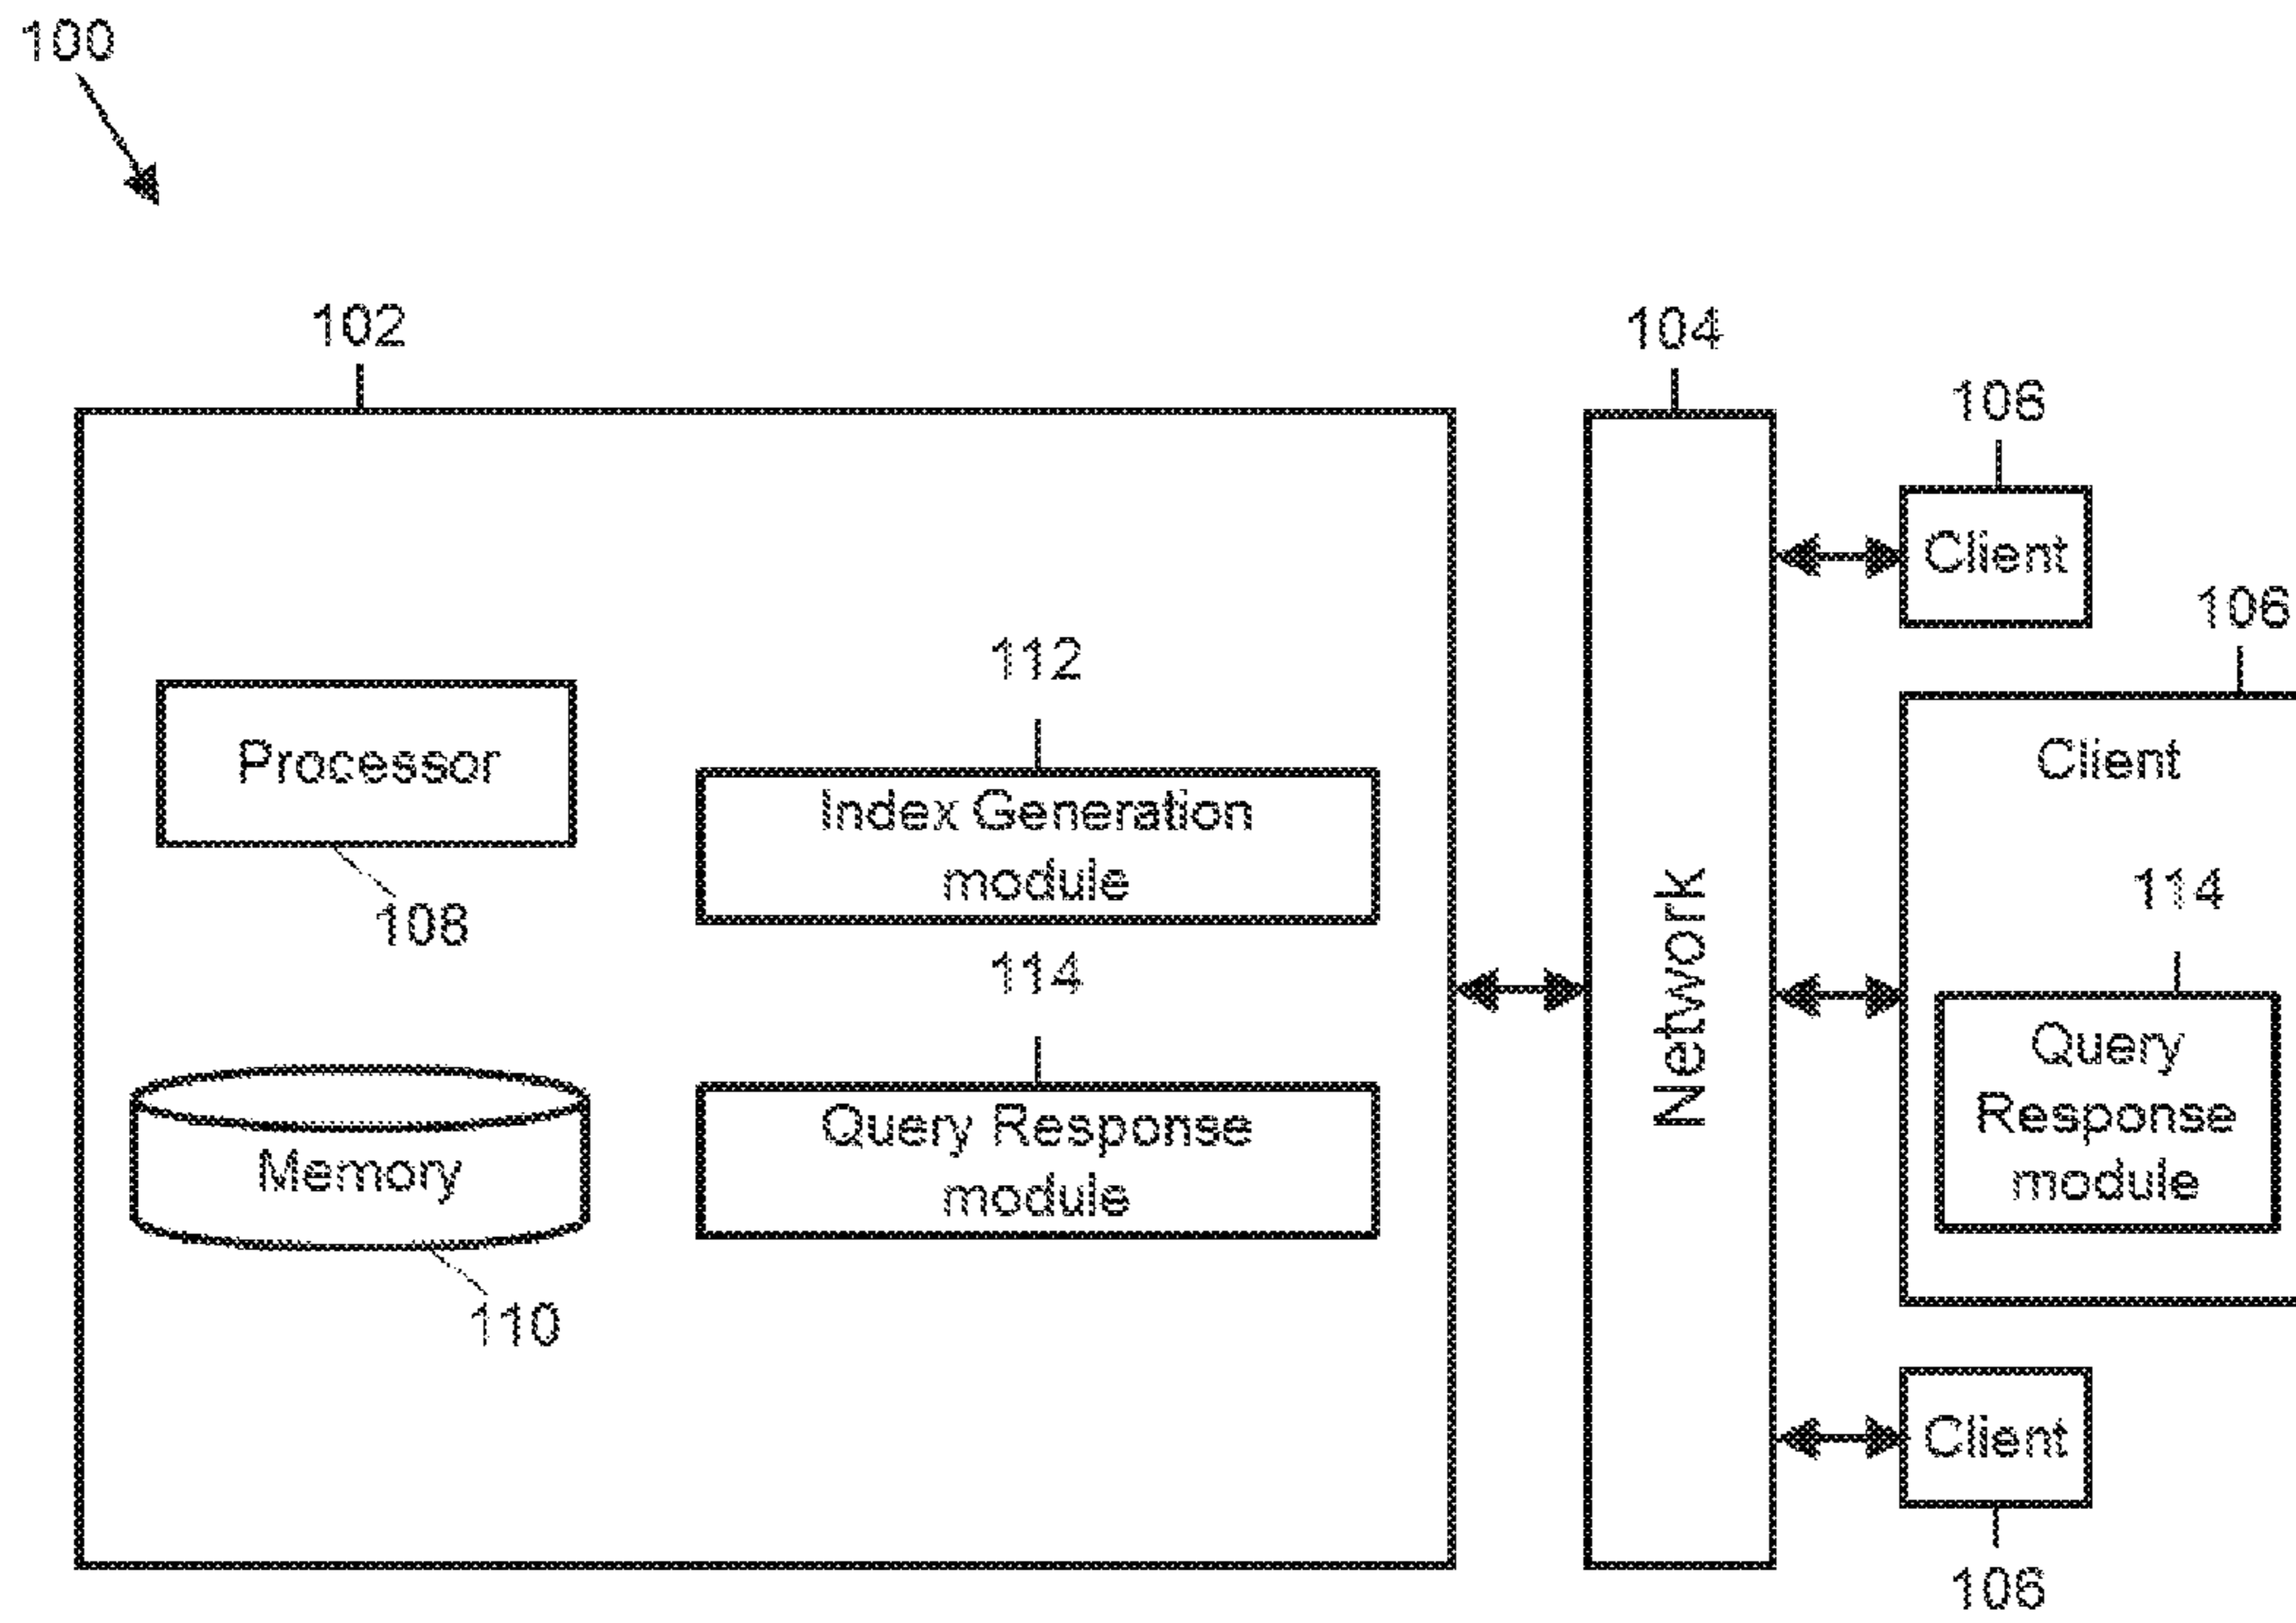 100
102
104
106
Client
106
Client
112
Processor
Index Generation
module
108
114
114
Network
Query
Response
module
Query Response
module
Memory
110
Client
106